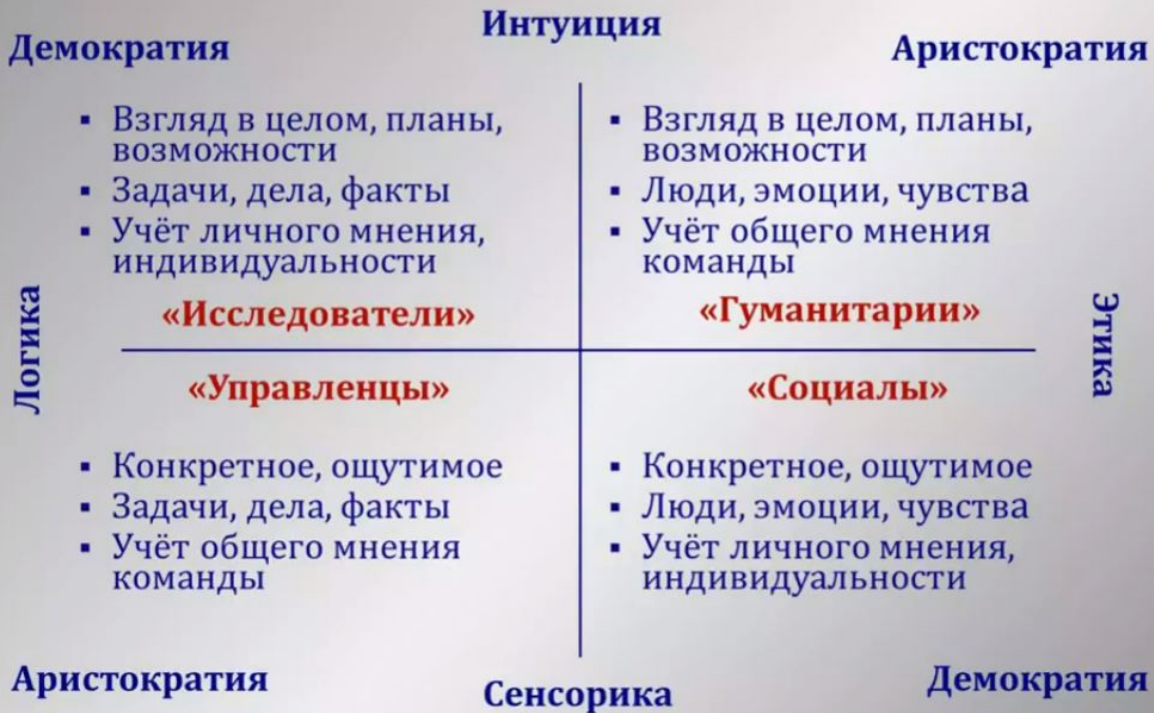 Интуиция
Демократия
Аристократия
▪ Взгляд в целом, планы,
возможности
▪ Задачи, дела, факты
▪ Учёт личного мнения,
индивидуальности
«Исследователи»
▪ Взгляд в целом, планы,
возможности
▪ Люди, эмоции, чувства
▪ Учёт общего мнения
команды
«Гуманитарии»
Логика
Этика
«Управленцы»
▪ Конкретное, ощутимое
▪ Задачи, дела, факты
▪ Учёт общего мнения
команды
«Социалы»
▪ Конкретное, ощутимое
▪ Люди, эмоции, чувства
▪ Учёт личного мнения,
индивидуальности
Аристократия
Сенсорика
Демократия